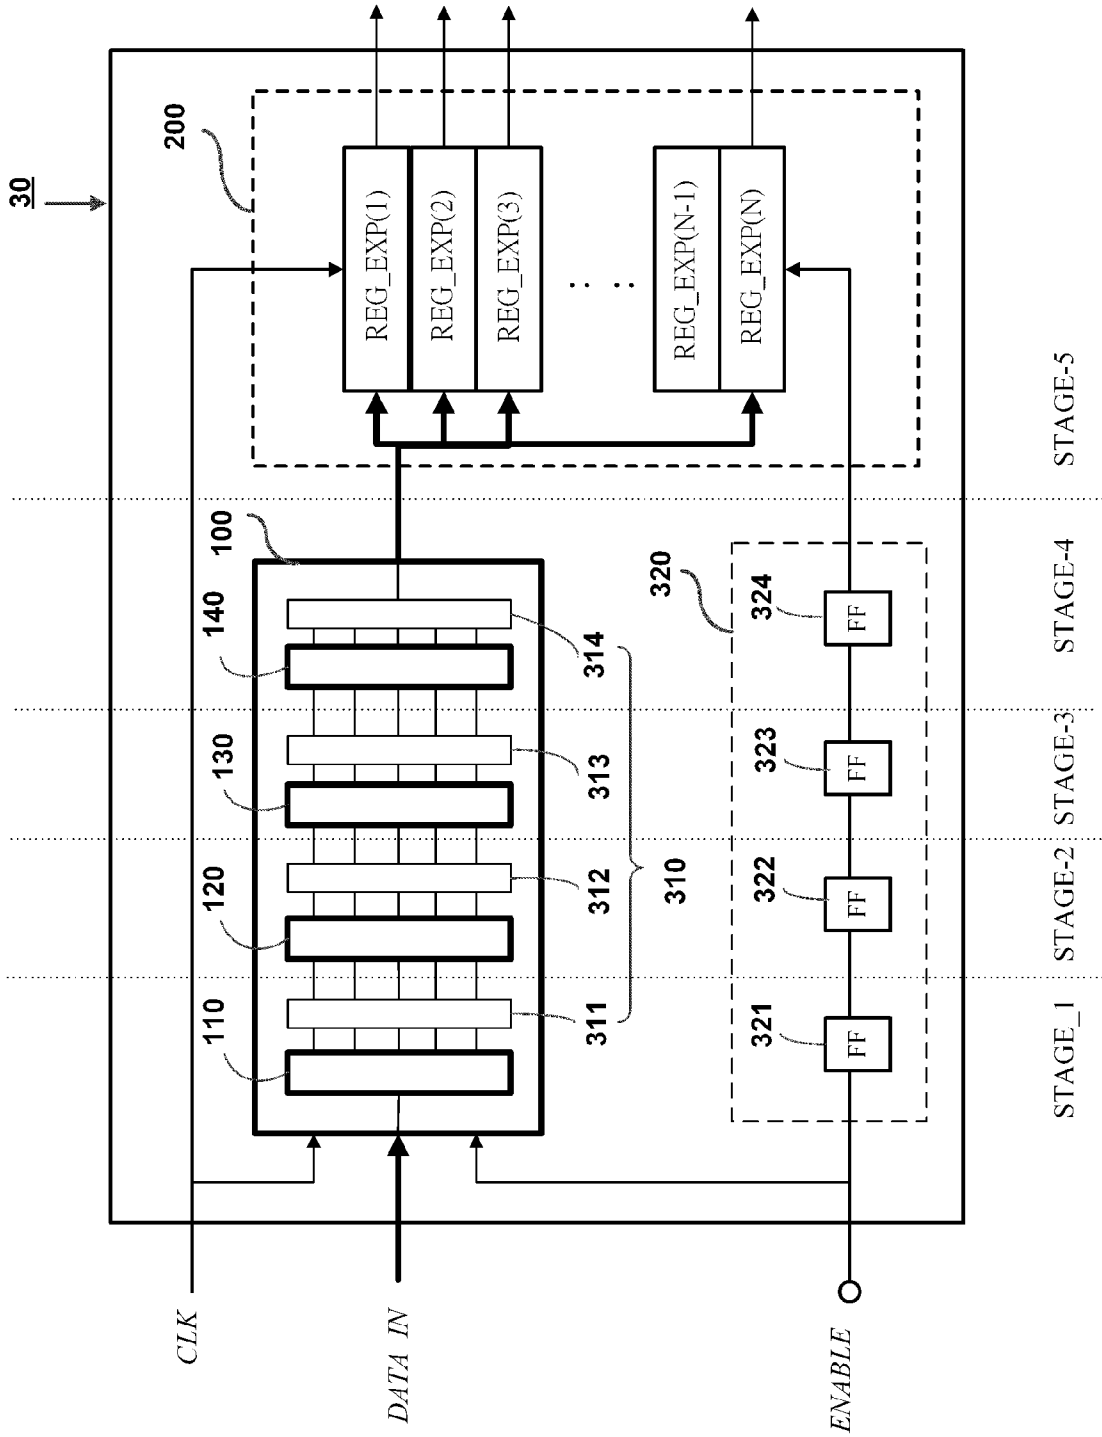 30
200
REG_EXP(1)
REG_EXP(2)
REG_EXP(3)
. . . .
REG_EXP(N-1)
REG_EXP(N)
100
110
120
130
140
311
312
313
314
310
320
321
322
323
324
FF
FF
FF
FF
CLK
DATA IN
ENABLE
STAGE_1
STAGE-2
STAGE-3
STAGE-4
STAGE-5